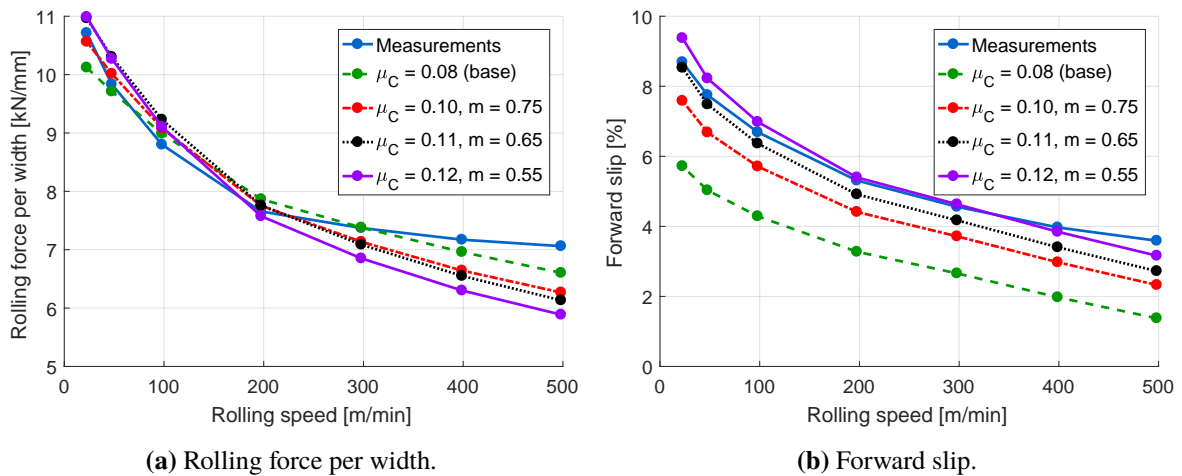 11
10
9
8
7
6
5
Rolling force per width [kN/mm]
Measurements
μC = 0.08 (base)
μC = 0.10, m = 0.75
μC = 0.11, m = 0.65
μC = 0.12, m = 0.55
0 100 200 300 400 500
Rolling speed [m/min]
(a) Rolling force per width.
10
8
6
4
2
0
Forward slip [%]
Measurements
μC = 0.08 (base)
μC = 0.10, m = 0.75
μC = 0.11, m = 0.65
μC = 0.12, m = 0.55
0 100 200 300 400 500
Rolling speed [m/min]
(b) Forward slip.